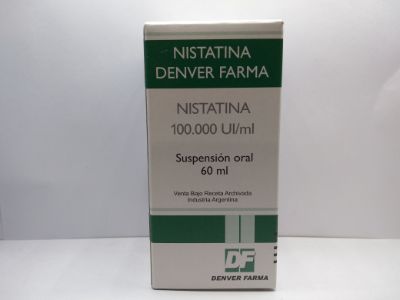 NISTATINA
DENVER FARMA
NISTATINA
100.000 UI/ml
Suspensión oral
60 ml
Venta Bajo Receta Archivada
Industria Argentina
DF
DENVER FARMA